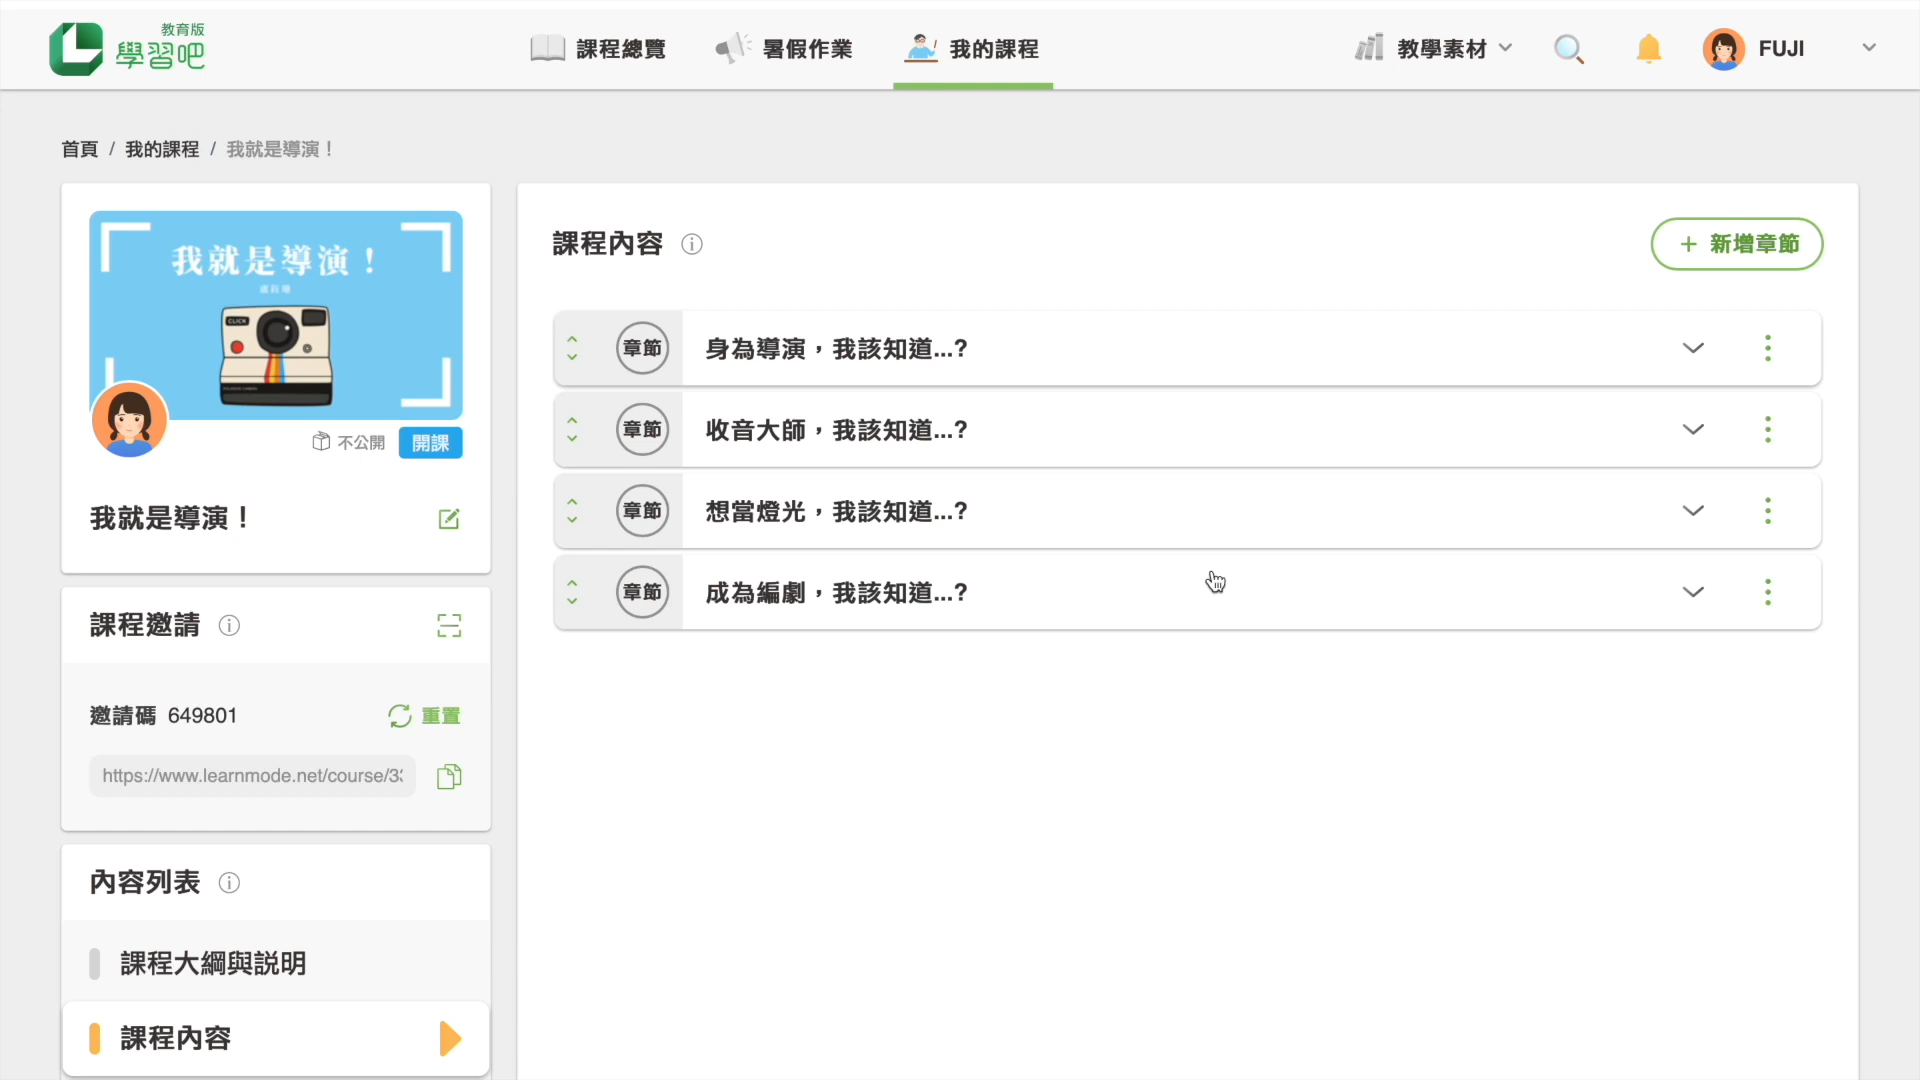 教育版
學習吧
課程總覽
暑假作業
我的課程
教學素材
FUJI
首頁 / 我的課程 / 我就是導演！
我就是導演！
CLICK
不公開
開課
我就是導演！
課程邀請
邀請碼 649801
重置
https://www.learnmode.net/course/3
內容列表
課程大綱與說明
課程內容
課程內容
+ 新增章節
章節 身為導演，我該知道...?
章節 收音大師，我該知道...?
章節 想當燈光，我該知道...?
章節 成為編劇，我該知道...?